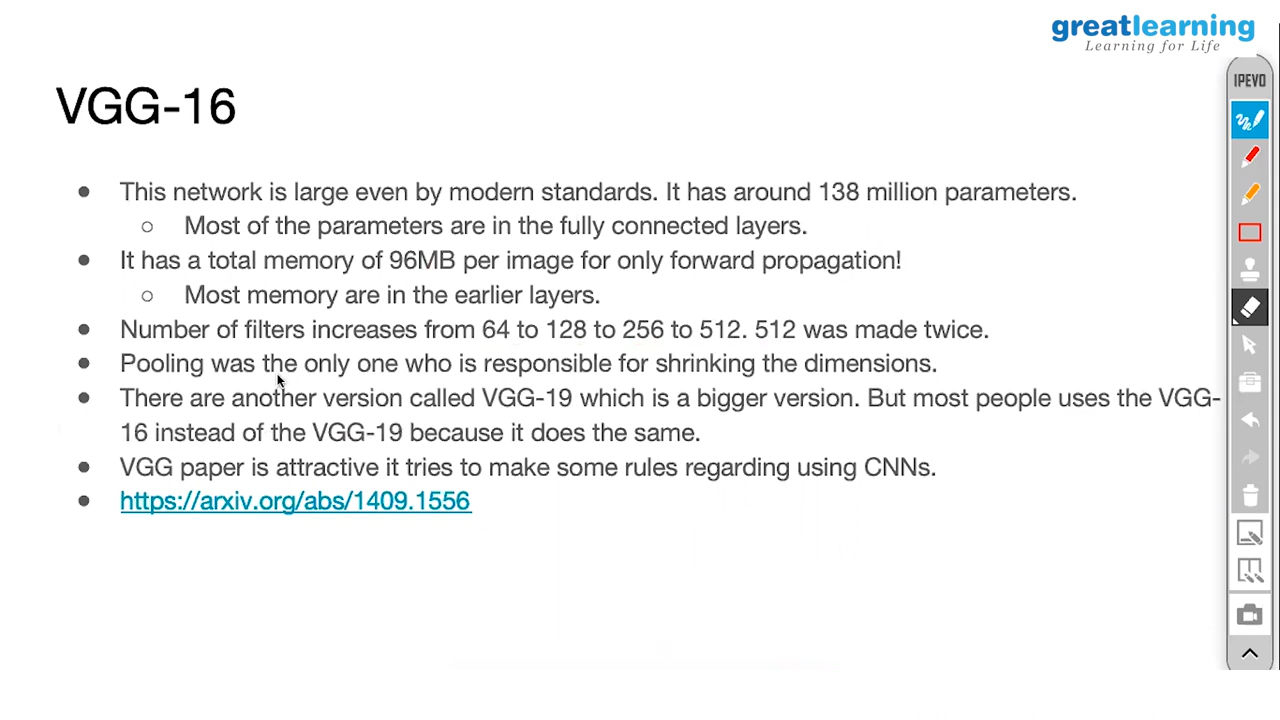 greatlearning
Learning for Life
IPEVO
VGG-16
● This network is large even by modern standards. It has around 138 million parameters.
○ Most of the parameters are in the fully connected layers.
● It has a total memory of 96MB per image for only forward propagation!
○ Most memory are in the earlier layers.
● Number of filters increases from 64 to 128 to 256 to 512. 512 was made twice.
● Pooling was the only one who is responsible for shrinking the dimensions.
● There are another version called VGG-19 which is a bigger version. But most people uses the VGG-
16 instead of the VGG-19 because it does the same.
● VGG paper is attractive it tries to make some rules regarding using CNNs.
● https://arxiv.org/abs/1409.1556